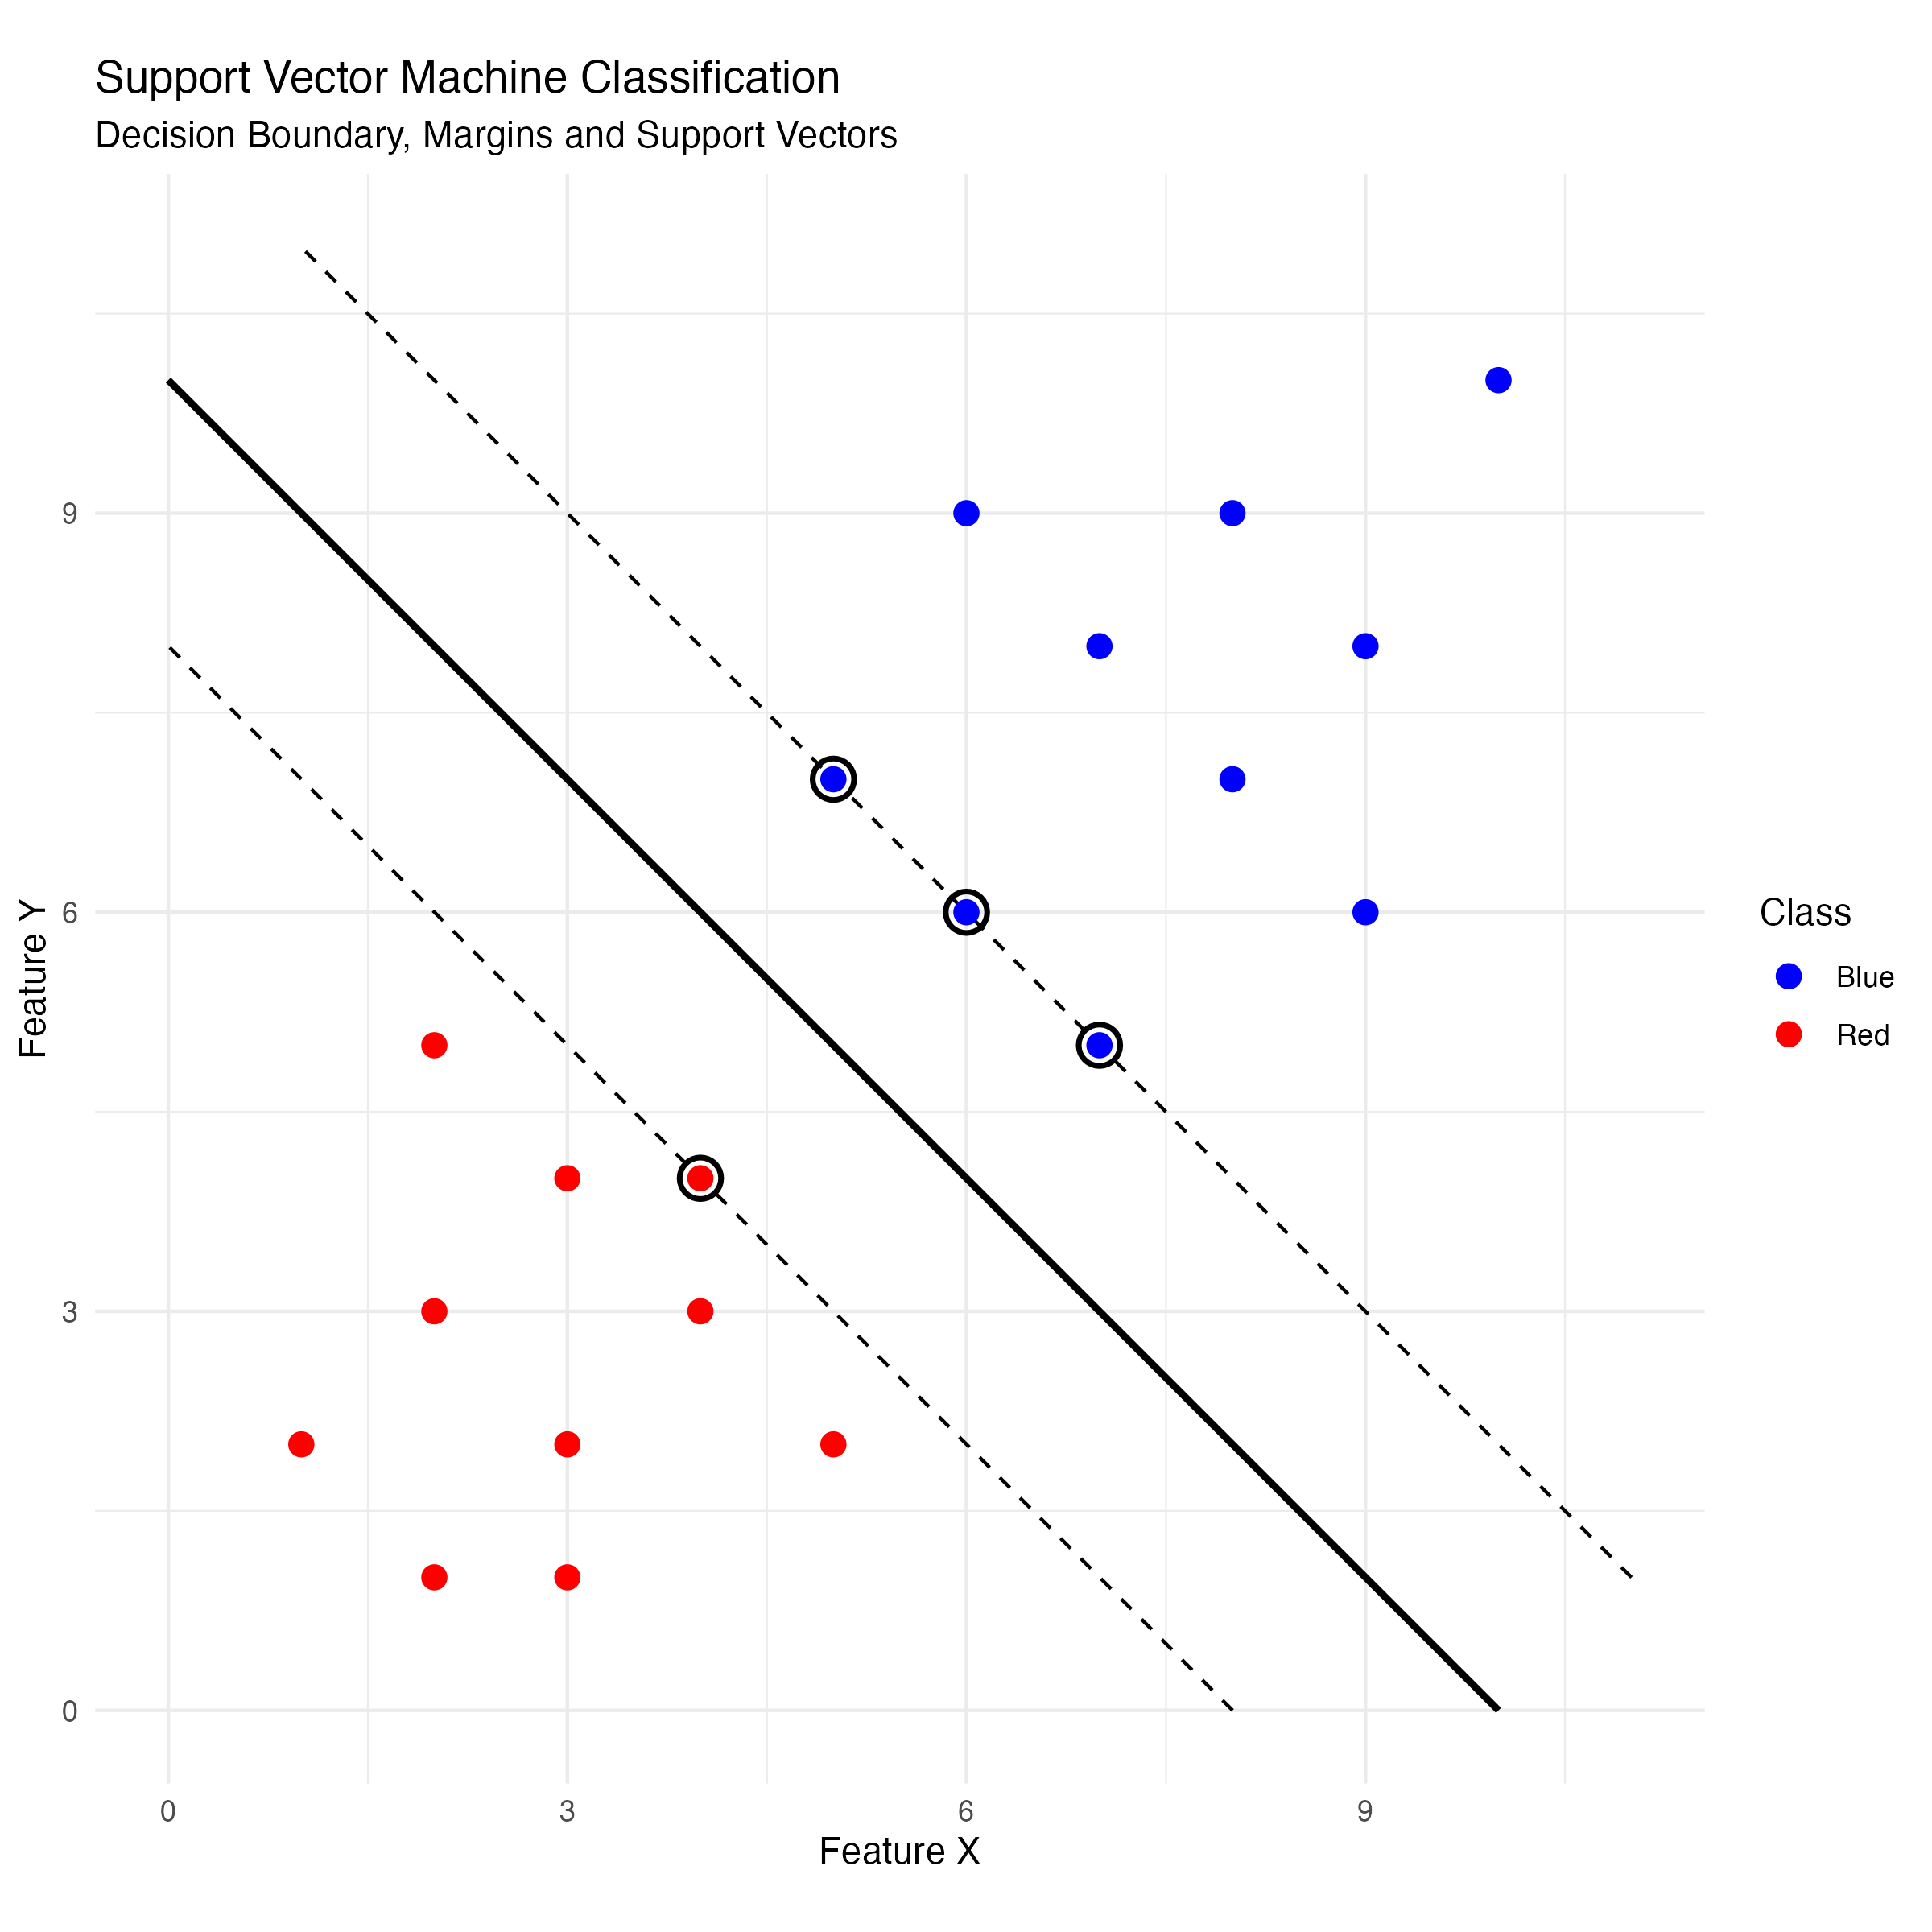 Support Vector Machine Classification
Decision Boundary, Margins and Support Vectors
9
6
3
0
Feature Y
0 3 6 9
Feature X
Class
Blue
Red